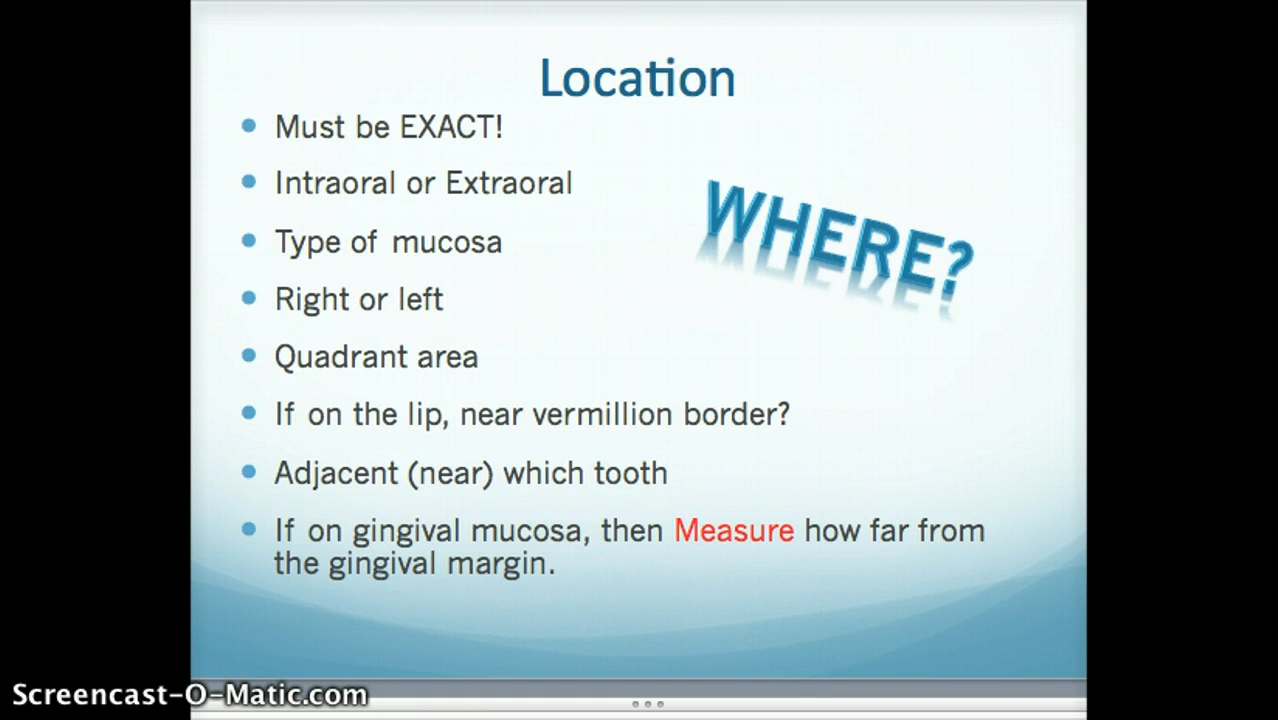 Location
• Must be EXACT!
• Intraoral or Extraoral
• Type of mucosa
• Right or left
• Quadrant area
• If on the lip, near vermillion border?
• Adjacent (near) which tooth
• If on gingival mucosa, then Measure how far from
the gingival margin.
WHERE?
Screencast-O-Matic.com